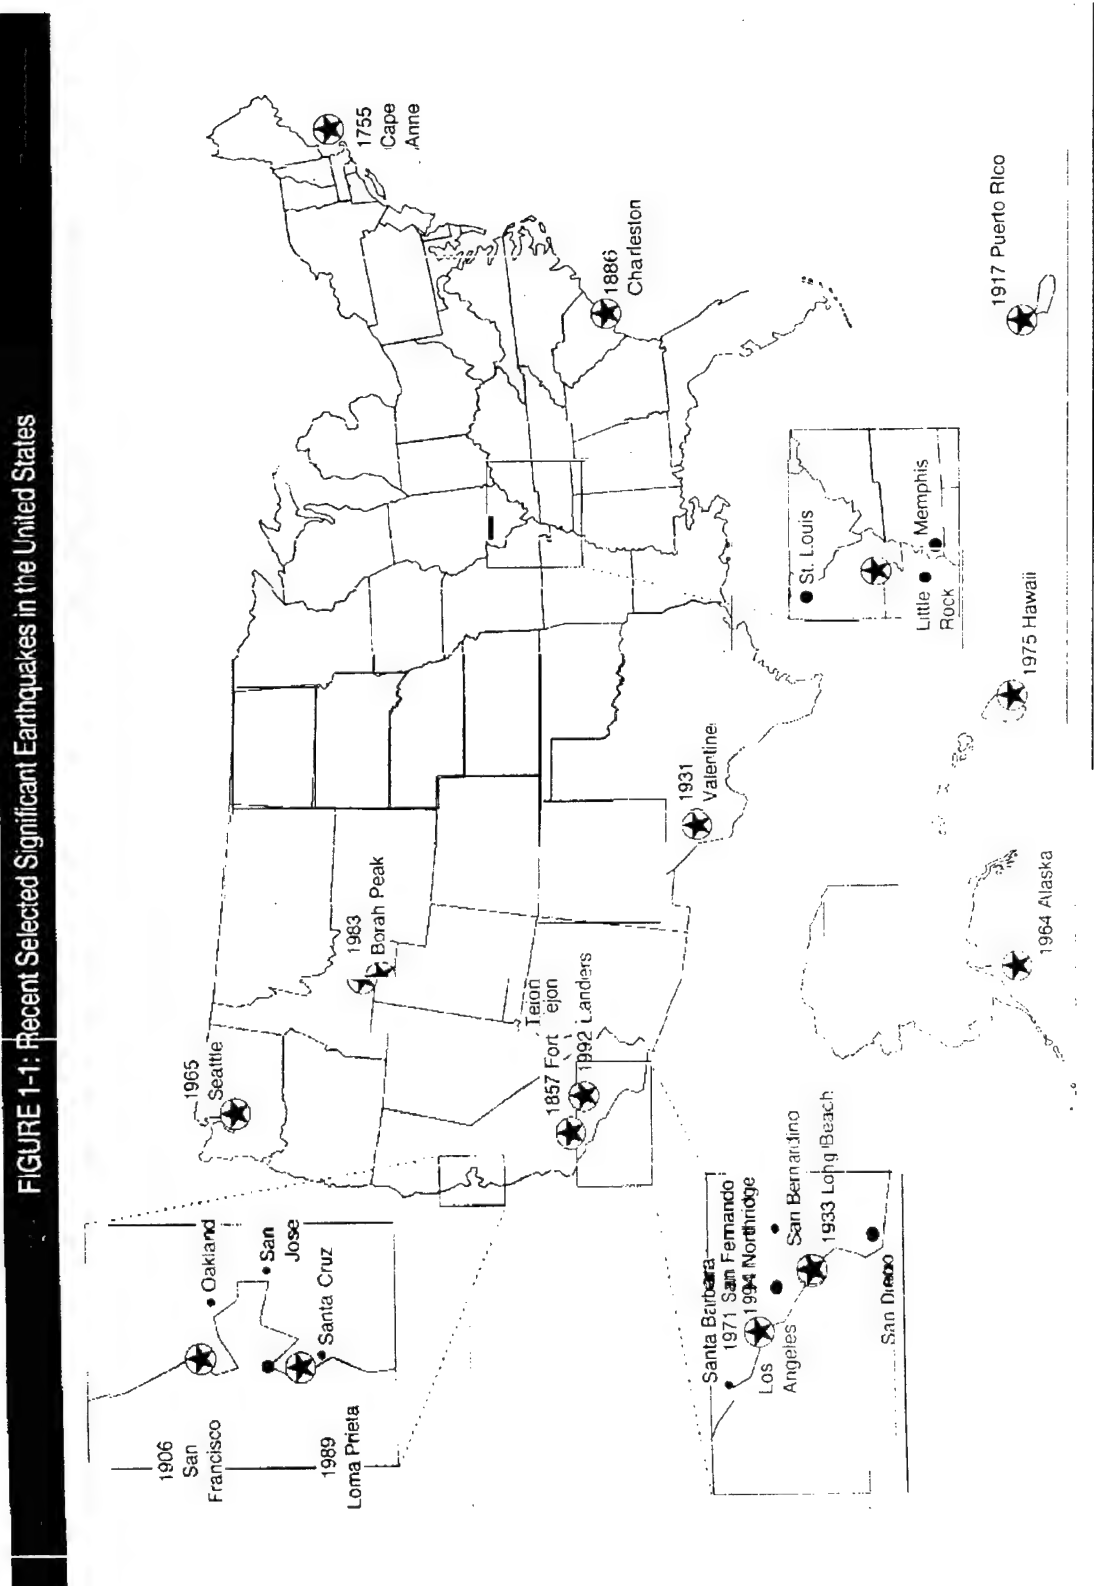 FIGURE 1-1: Recent Selected Significant Earthquakes in the United States
1906
San
Francisco
1989
Loma Prieta
Oakland
San
Jose
Santa Cruz
1965
Seattle
1983
Borah Peak
1755
Cape
Anne
1857 Fort
Tejon
ejon
1992 Landers
1886
Charleston
1931
Valentine
Santa Barbara
1971 San Fernando
1994 Northridge
Los
Angeles
San Bernardino
1933 Long Beach
San Diego
St. Louis
Little
Rock
Memphis
1964 Alaska
1975 Hawaii
1917 Puerto Rico